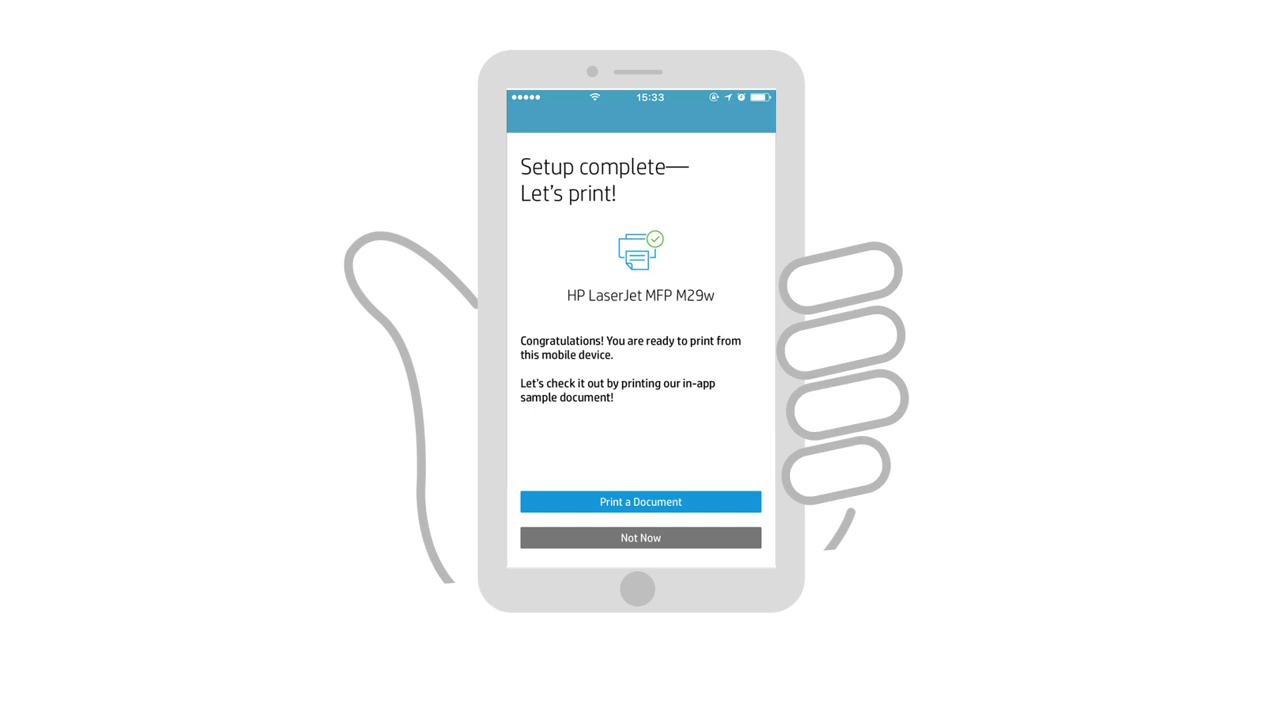 15:33
Setup complete—
Let's print!
HP LaserJet MFP M29w
Congratulations! You are ready to print from
this mobile device.
Let's check it out by printing our in-app
sample document!
Print a Document
Not Now